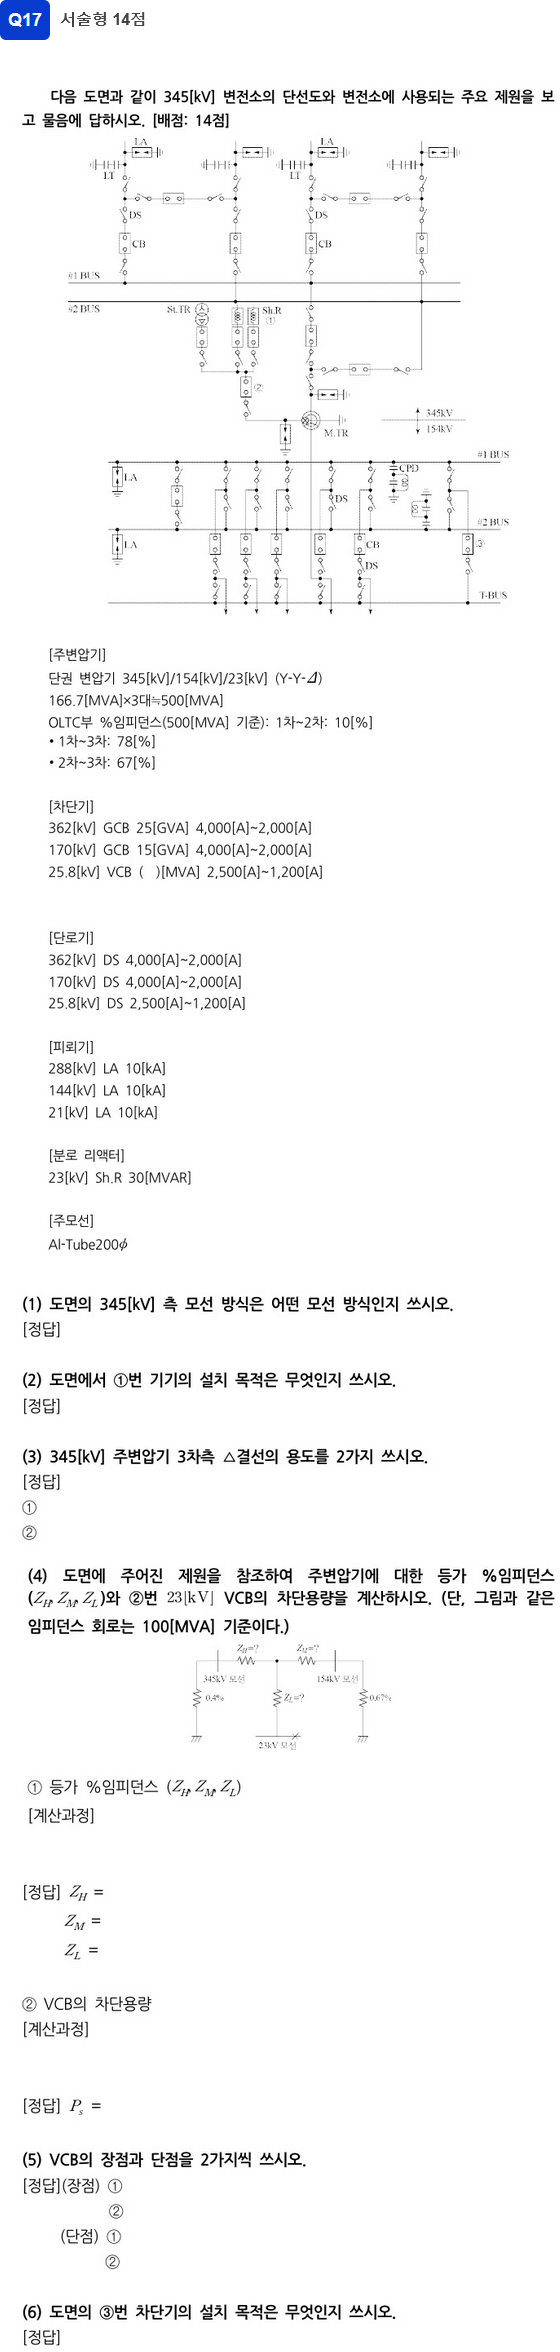 Q17 서술형 14점
다음 도면과 같이 345[kV] 변전소의 단선도와 변전소에 사용되는 주요 제원을 보
고 물음에 답하시오. [배점: 14점]
LA LA
LT LT
DS DS
CB CB
#1 BUS
#2 BUS St.TR Sh.R
①
②
345kV
M.TR 154kV
#1 BUS
CPD
LA
DS
#2 BUS
LA CB ③
DS
T-BUS
[주변압기]
단권 변압기 345[kV]/154[kV]/23[kV] (Y-Y-Δ)
166.7[MVA]×3대≒500[MVA]
OLTC부 %임피던스(500[MVA] 기준): 1차~2차: 10[%]
• 1차~3차: 78[%]
• 2차~3차: 67[%]
[차단기]
362[kV] GCB 25[GVA] 4,000[A]~2,000[A]
170[kV] GCB 15[GVA] 4,000[A]~2,000[A]
25.8[kV] VCB ( )[MVA] 2,500[A]~1,200[A]
[단로기]
362[kV] DS 4,000[A]~2,000[A]
170[kV] DS 4,000[A]~2,000[A]
25.8[kV] DS 2,500[A]~1,200[A]
[피뢰기]
288[kV] LA 10[kA]
144[kV] LA 10[kA]
21[kV] LA 10[kA]
[분로 리액터]
23[kV] Sh.R 30[MVAR]
[주모선]
Al-Tube200ϕ
(1) 도면의 345[kV] 측 모선 방식은 어떤 모선 방식인지 쓰시오.
[정답]
(2) 도면에서 ①번 기기의 설치 목적은 무엇인지 쓰시오.
[정답]
(3) 345[kV] 주변압기 3차측 △결선의 용도를 2가지 쓰시오.
[정답]
①
②
(4) 도면에 주어진 제원을 참조하여 주변압기에 대한 등가 %임피던스
(Z_H, Z_M, Z_L)와 ②번 23[kV] VCB의 차단용량을 계산하시오. (단, 그림과 같은
임피던스 회로는 100[MVA] 기준이다.)
Z_H=? Z_M=?
345kV 모선 154kV 모선
0.4% Z_L=? 0.67%
23kV 모선
① 등가 %임피던스 (Z_H, Z_M, Z_L)
[계산과정]
[정답] Z_H =
Z_M =
Z_L =
② VCB의 차단용량
[계산과정]
[정답] P_s =
(5) VCB의 장점과 단점을 2가지씩 쓰시오.
[정답](장점) ①
②
(단점) ①
②
(6) 도면의 ③번 차단기의 설치 목적은 무엇인지 쓰시오.
[정답]